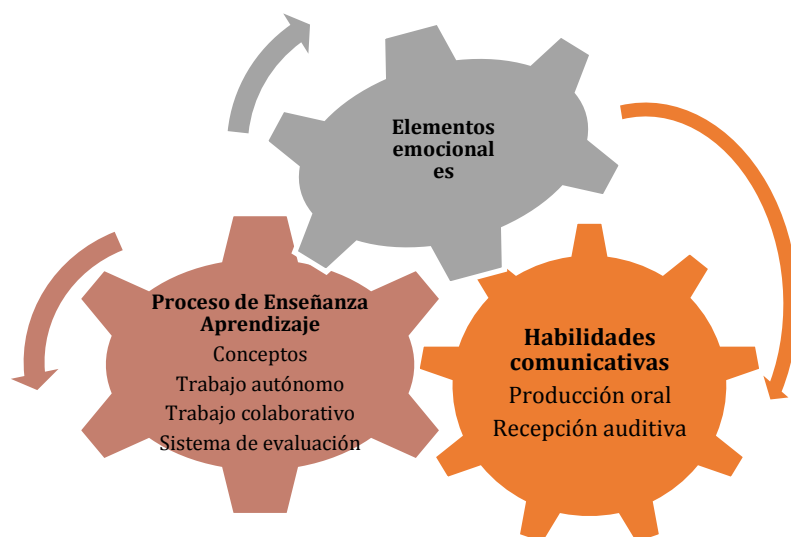 Elementos
emocional
es
Proceso de Enseñanza
Aprendizaje
Conceptos
Trabajo autónomo
Trabajo colaborativo
Sistema de evaluación
Habilidades
comunicativas
Producción oral
Recepción auditiva